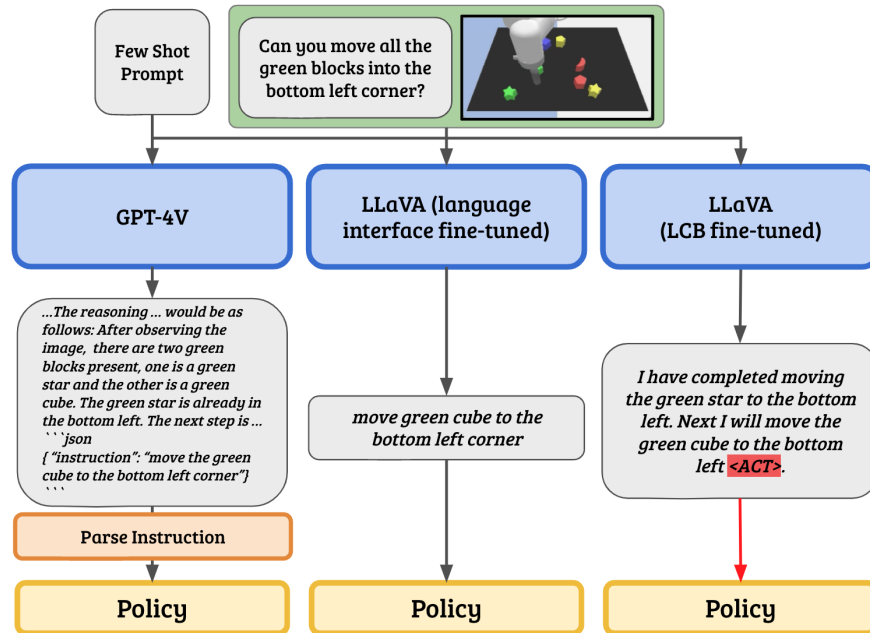 Few Shot
Prompt
Can you move all the
green blocks into the
bottom left corner?
GPT-4V
LLaVA (language
interface fine-tuned)
LLaVA
(LCB fine-tuned)
...The reasoning ... would be as
follows: After observing the
image, there are two green
blocks present, one is a green
star and the other is a green
cube. The green star is already in
the bottom left. The next step is ...
```json
{ “instruction”: “move the green
cube to the bottom left corner”}
```
move green cube to the
bottom left corner
I have completed moving
the green star to the bottom
left. Next I will move the
green cube to the bottom
left <ACT>.
Parse Instruction
Policy
Policy
Policy